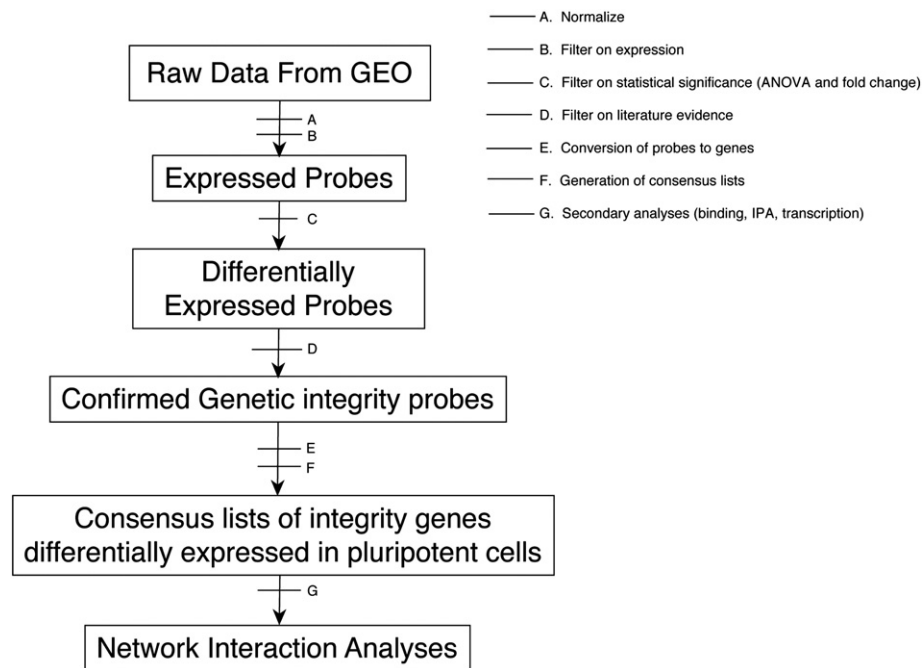 Raw Data From GEO
A
B
Expressed Probes
C
Differentially
Expressed Probes
D
Confirmed Genetic integrity probes
E
F
Consensus lists of integrity genes
differentially expressed in pluripotent cells
G
Network Interaction Analyses
A. Normalize
B. Filter on expression
C. Filter on statistical significance (ANOVA and fold change)
D. Filter on literature evidence
E. Conversion of probes to genes
F. Generation of consensus lists
G. Secondary analyses (binding, IPA, transcription)